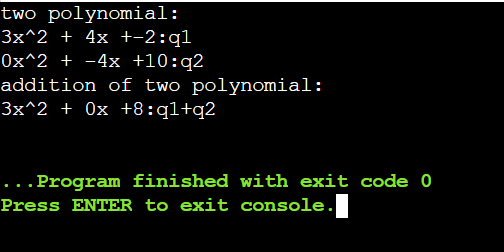 two polynomial:
3x^2 + 4x +-2:q1
0x^2 + -4x +10:q2
addition of two polynomial:
3x^2 + 0x +8:q1+q2
...Program finished with exit code 0
Press ENTER to exit console.